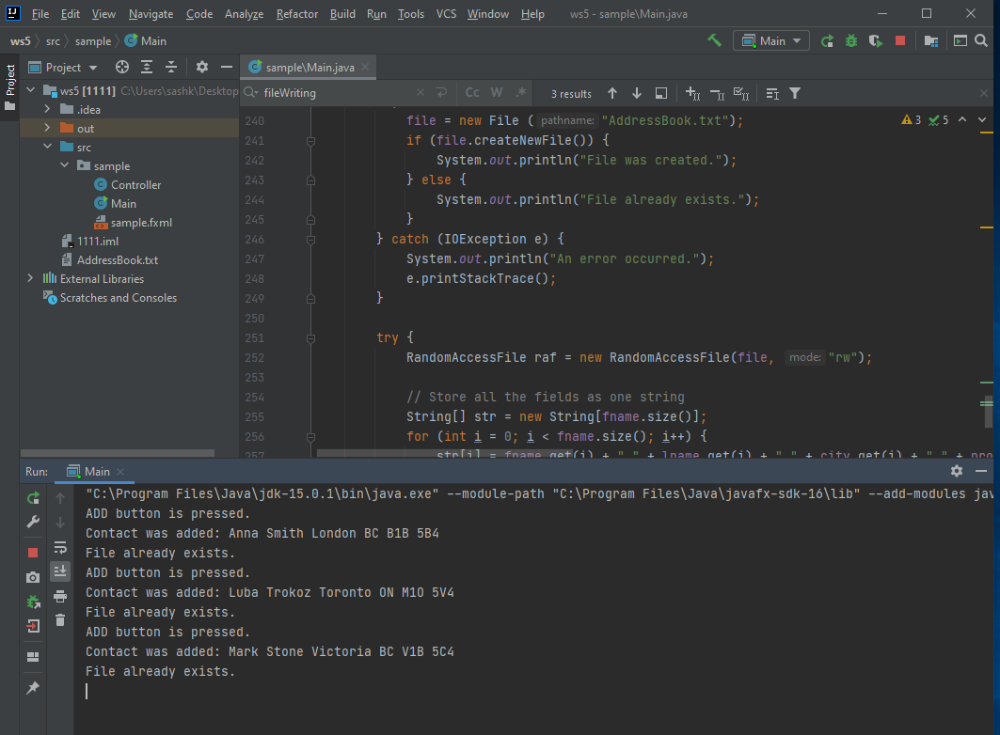 IJ File Edit View Navigate Code Analyze Refactor Build Run Tools VCS Window Help ws5 - sample\Main.java
ws5 src sample Main
Main
Project
Project
sample\Main.java
ws5 [1111] C:\Users\sashk\Desktop
fileWriting
Cc W .* 3 results
.idea
out
src
sample
Controller
Main
sample.fxml
1111.iml
AddressBook.txt
External Libraries
Scratches and Consoles
3 5
240 file = new File ( pathname: "AddressBook.txt");
241 if (file.createNewFile()) {
242 System.out.println("File was created.");
243 } else {
244 System.out.println("File already exists.");
245 }
246 } catch (IOException e) {
247 System.out.println("An error occurred.");
248 e.printStackTrace();
249 }
250
251 try {
252 RandomAccessFile raf = new RandomAccessFile(file, mode: "rw");
253
254 // Store all the fields as one string
255 String[] str = new String[fname.size()];
256 for (int i = 0; i < fname.size(); i++) {
257 str[i] = fname.get(i) + " " + lname.get(i) + " " + city.get(i) + " " + pro
Run: Main
"C:\Program Files\Java\jdk-15.0.1\bin\java.exe" --module-path "C:\Program Files\Java\javafx-sdk-16\lib" --add-modules jav
ADD button is pressed.
Contact was added: Anna Smith London BC B1B 5B4
File already exists.
ADD button is pressed.
Contact was added: Luba Trokoz Toronto ON M1O 5V4
File already exists.
ADD button is pressed.
Contact was added: Mark Stone Victoria BC V1B 5C4
File already exists.